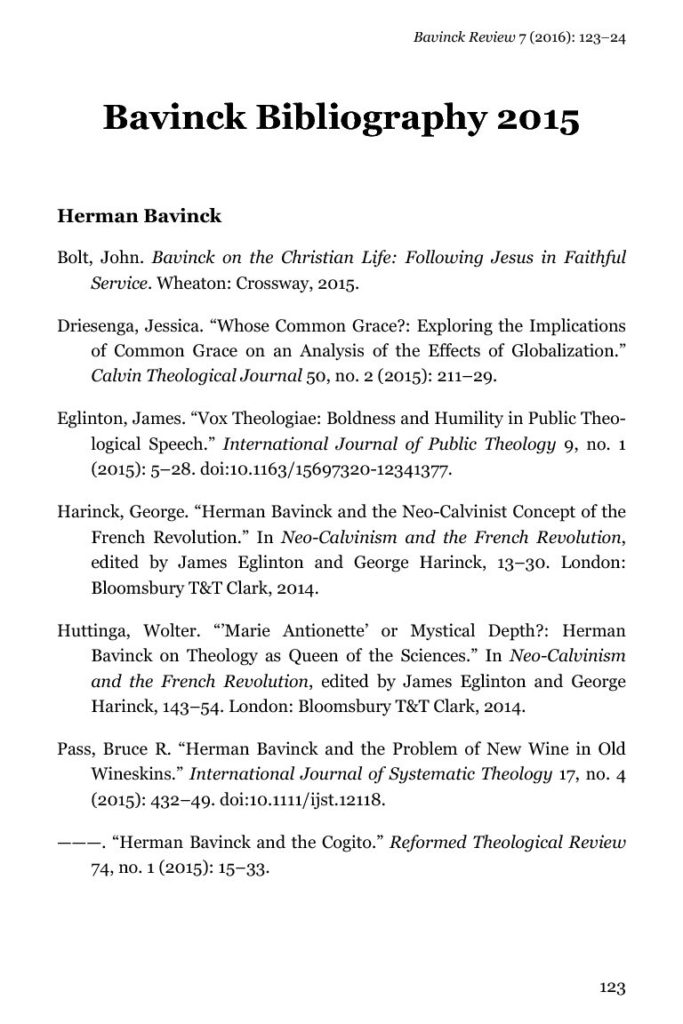 Bavinck Review 7 (2016): 123–24
Bavinck Bibliography 2015
Herman Bavinck
Bolt, John. Bavinck on the Christian Life: Following Jesus in Faithful
Service. Wheaton: Crossway, 2015.
Driesenga, Jessica. “Whose Common Grace?: Exploring the Implications
of Common Grace on an Analysis of the Effects of Globalization.”
Calvin Theological Journal 50, no. 2 (2015): 211–29.
Eglinton, James. “Vox Theologiae: Boldness and Humility in Public Theo-
logical Speech.” International Journal of Public Theology 9, no. 1
(2015): 5–28. doi:10.1163/15697320-12341377.
Harinck, George. “Herman Bavinck and the Neo-Calvinist Concept of the
French Revolution.” In Neo-Calvinism and the French Revolution,
edited by James Eglinton and George Harinck, 13–30. London:
Bloomsbury T&T Clark, 2014.
Huttinga, Wolter. “’Marie Antionette’ or Mystical Depth?: Herman
Bavinck on Theology as Queen of the Sciences.” In Neo-Calvinism
and the French Revolution, edited by James Eglinton and George
Harinck, 143–54. London: Bloomsbury T&T Clark, 2014.
Pass, Bruce R. “Herman Bavinck and the Problem of New Wine in Old
Wineskins.” International Journal of Systematic Theology 17, no. 4
(2015): 432–49. doi:10.1111/ijst.12118.
———. “Herman Bavinck and the Cogito.” Reformed Theological Review
74, no. 1 (2015): 15–33.
123